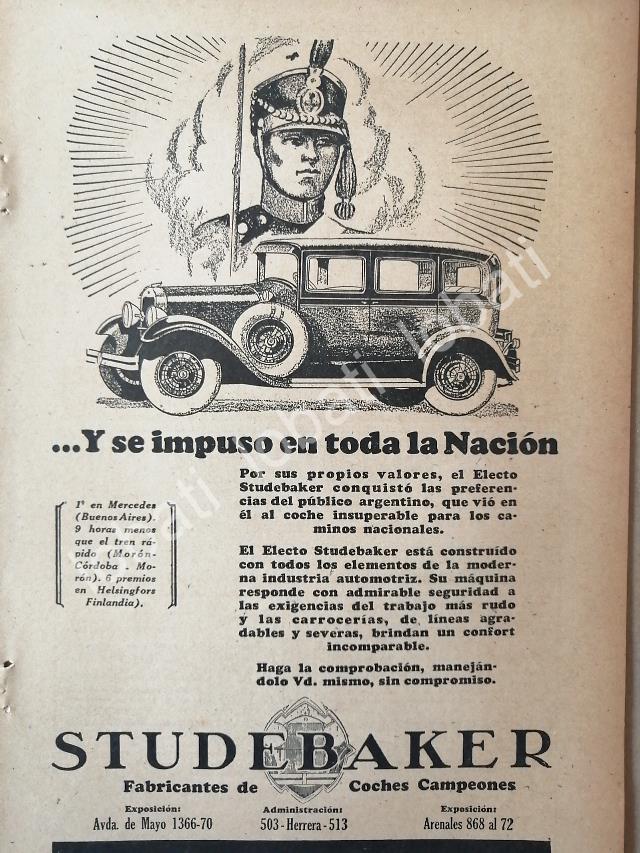 ...Y se impuso en toda la Nación
Por sus propios valores, el Electo
Studebaker conquistó las preferen-
cias del público argentino, que vió en
él al coche insuperable para los ca-
minos nacionales.
1º en Mercedes
(Buenos Aires).
9 horas menos
que el tren rá-
pido (Morón-
Córdoba - Mo-
rón). 6 premios
en Helsingfors
Finlandia).
El Electo Studebaker está construído
con todos los elementos de la moder-
na industria automotriz. Su máquina
responde con admirable seguridad a
las exigencias del trabajo más rudo
y las carrocerías, de líneas agra-
dables y severas, brindan un confort
incomparable.
Haga la comprobación, manején-
dolo Vd. mismo, sin compromiso.
STUDEBAKER
Fabricantes de Coches Campeones
Exposición: Administración: Exposición:
Avda. de Mayo 1366-70 503-Herrera-513 Arenales 868 al 72
jobati jobati jobati